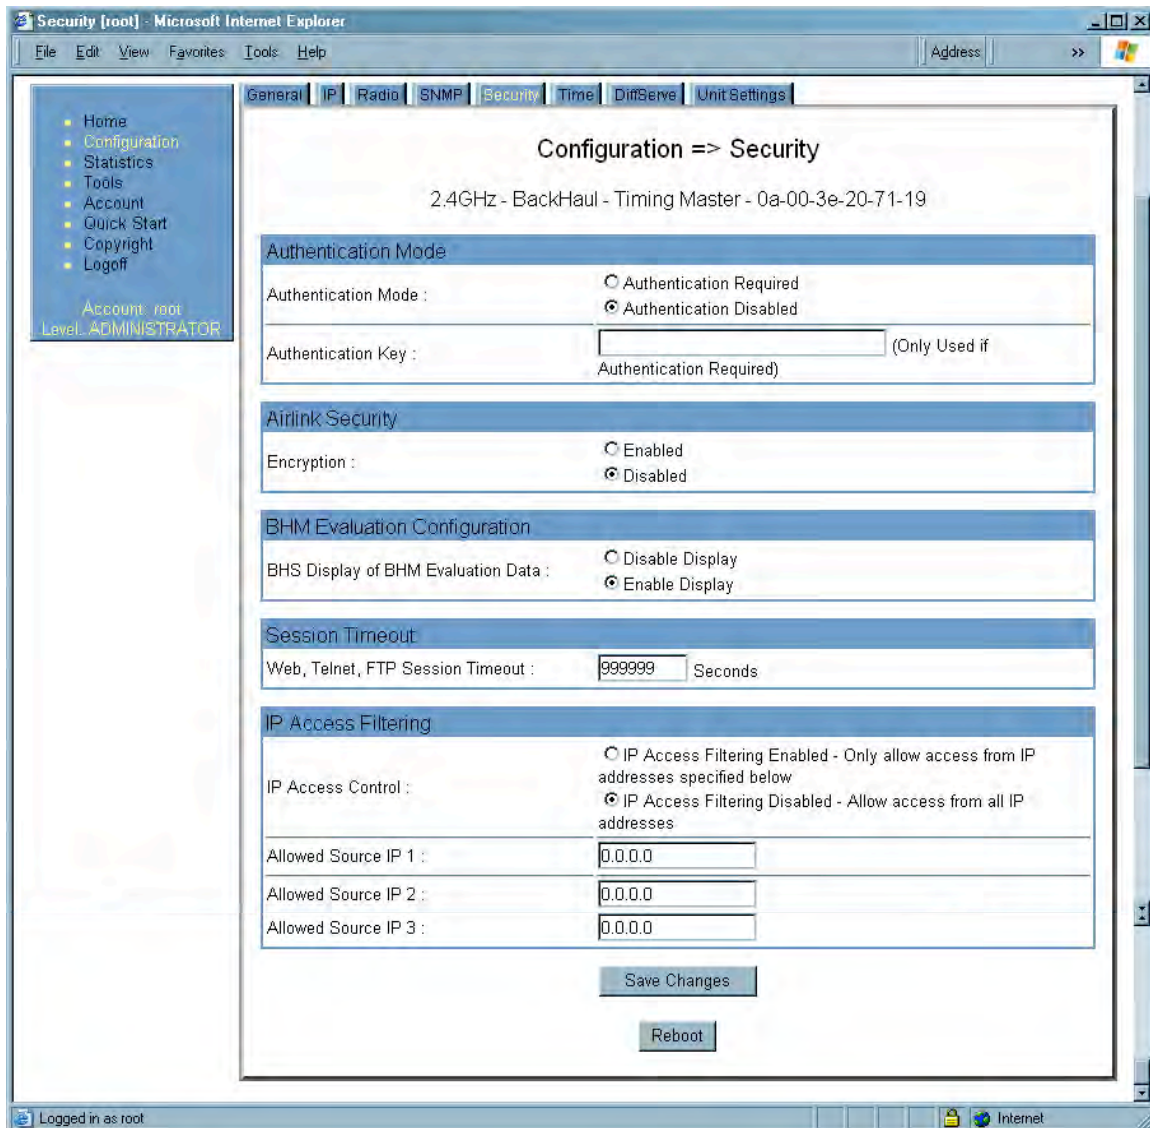 Security [root] - Microsoft Internet Explorer
File Edit View Favorites Tools Help Address »
General IP Radio SNMP Security Time DiffServe Unit Settings
Home
Configuration
Statistics
Tools
Account
Quick Start
Copyright
Logoff
Account: root
Level: ADMINISTRATOR
Configuration => Security
2.4GHz - BackHaul - Timing Master - 0a-00-3e-20-71-19
Authentication Mode
Authentication Mode :
Authentication Required
Authentication Disabled
Authentication Key :
(Only Used if
Authentication Required)
Airlink Security
Encryption :
Enabled
Disabled
BHM Evaluation Configuration
BHS Display of BHM Evaluation Data :
Disable Display
Enable Display
Session Timeout
Web, Telnet, FTP Session Timeout : 999999 Seconds
IP Access Filtering
IP Access Control :
IP Access Filtering Enabled - Only allow access from IP
addresses specified below
IP Access Filtering Disabled - Allow access from all IP
addresses
Allowed Source IP 1 : 0.0.0.0
Allowed Source IP 2 : 0.0.0.0
Allowed Source IP 3 : 0.0.0.0
Save Changes
Reboot
Logged in as root Internet